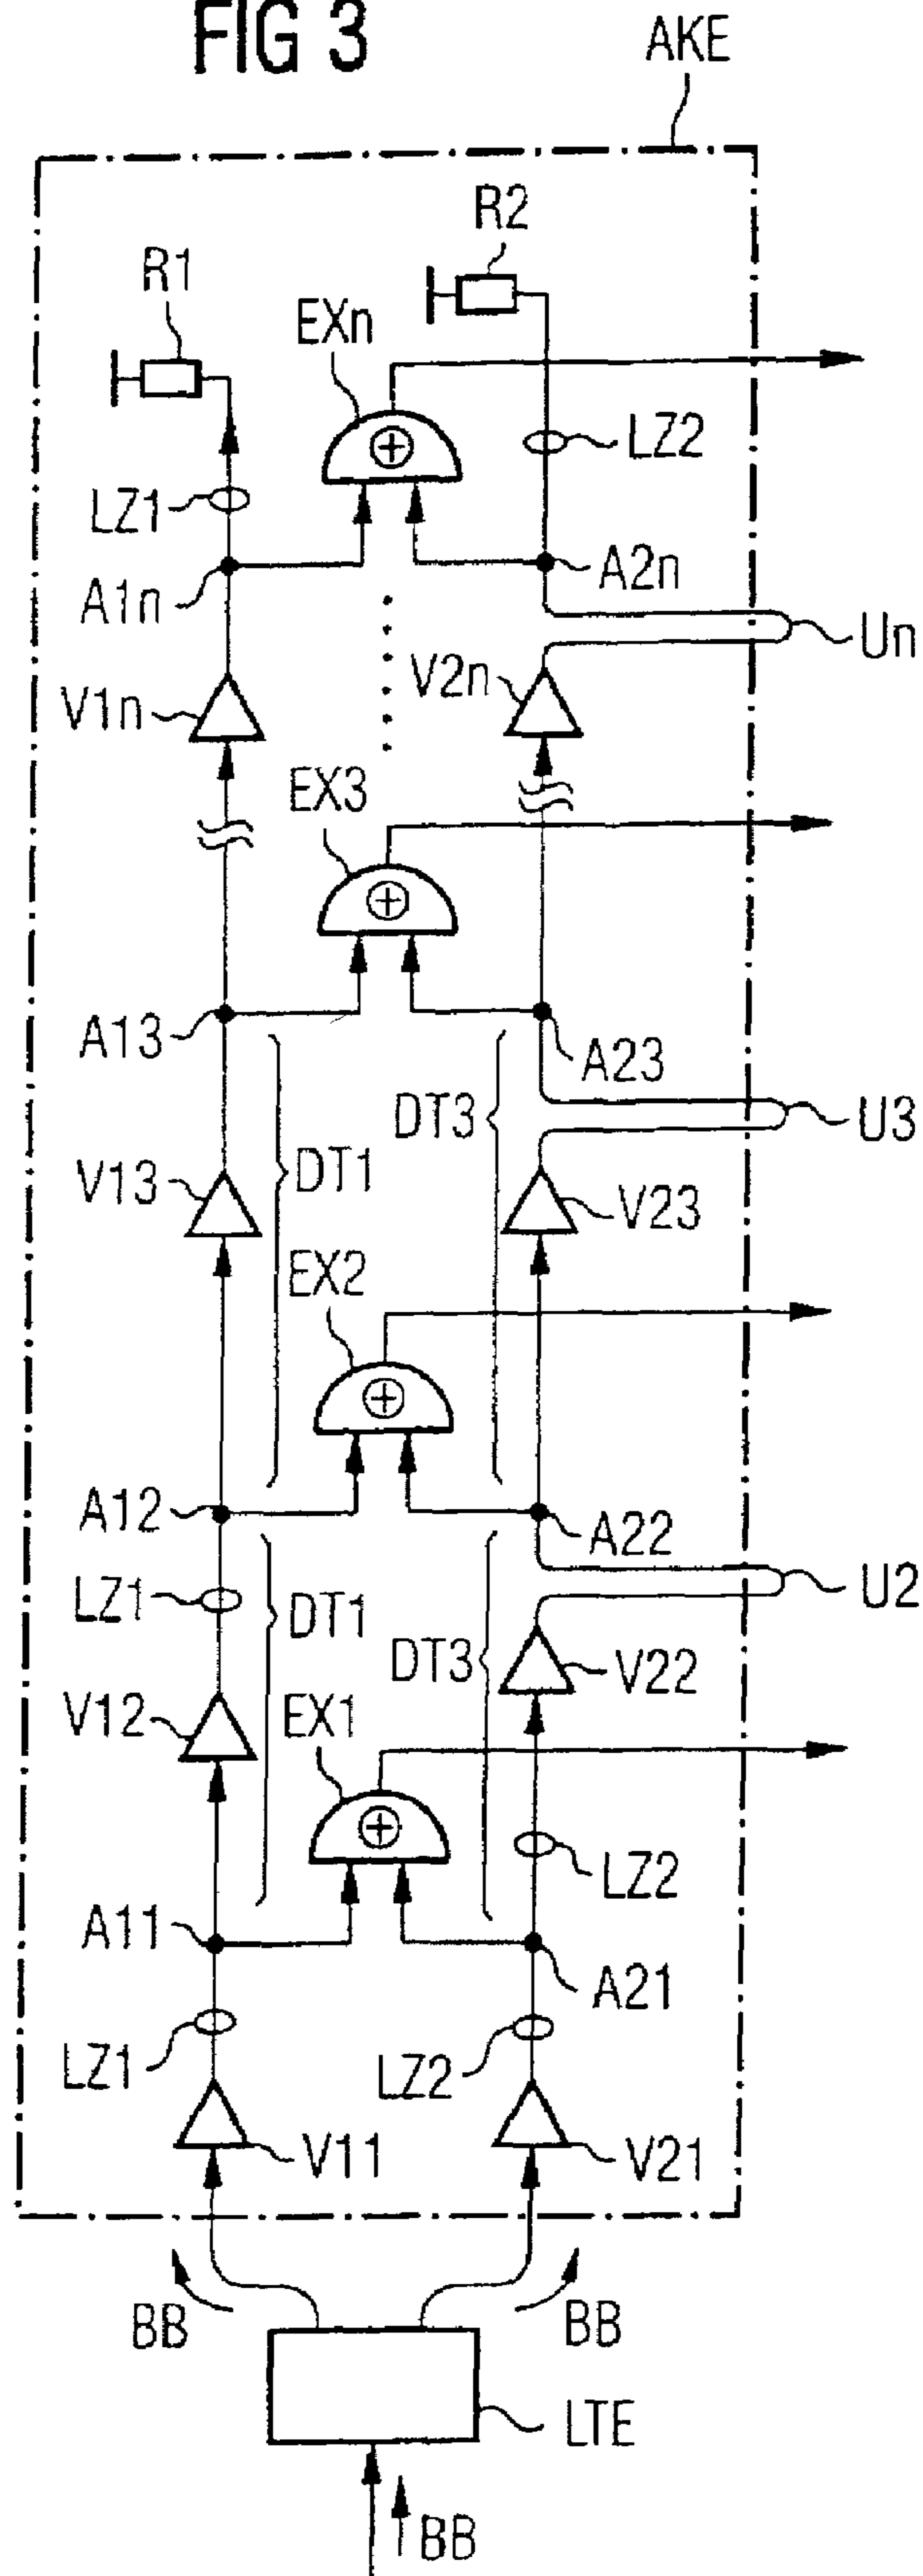 FIG 3
AKE
R2
R1
EXn
LZ2
LZ1
A1n
A2n
Un
V1n
V2n
EX3
A13
A23
DT3
U3
DT1
V13
V23
EX2
A12
A22
LZ1
DT1
U2
DT3
V22
V12
EX1
LZ2
A11
A21
LZ1
LZ2
V11
V21
BB
BB
LTE
BB